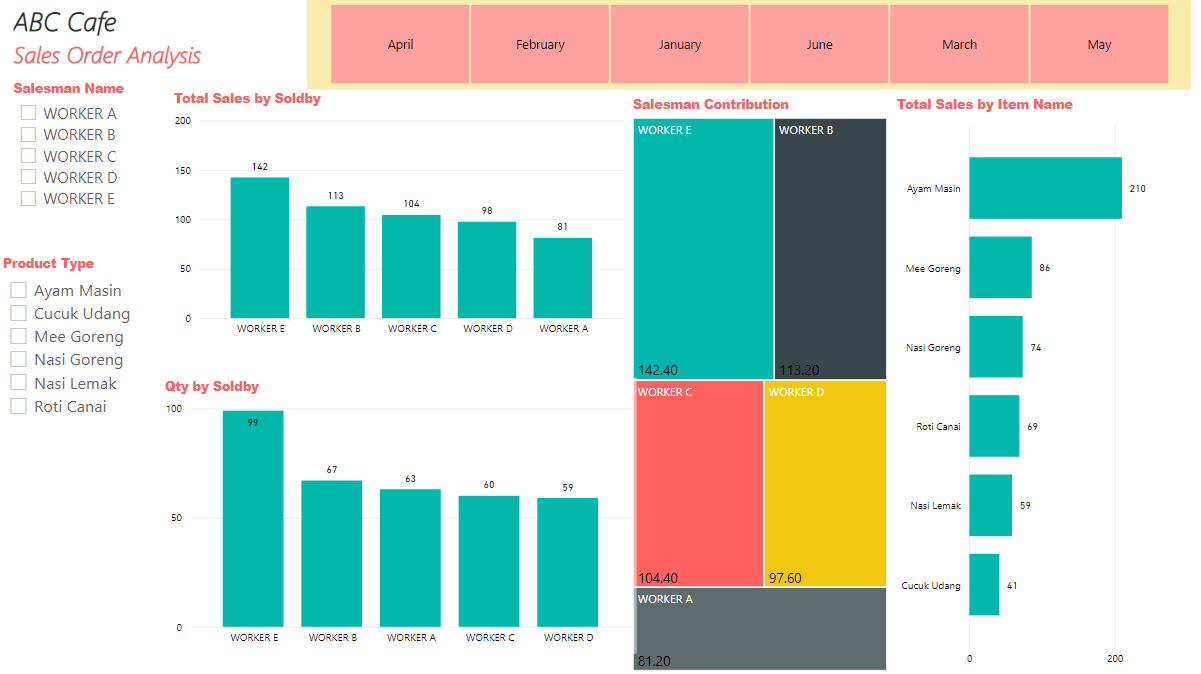 ABC Cafe
Sales Order Analysis
April
February
January
June
March
May
Salesman Name
WORKER A
WORKER B
WORKER C
WORKER D
WORKER E
Product Type
Ayam Masin
Cucuk Udang
Mee Goreng
Nasi Goreng
Nasi Lemak
Roti Canai
Total Sales by Soldby
200
150
100
50
0
142
113
104
98
81
WORKER E
WORKER B
WORKER C
WORKER D
WORKER A
Qty by Soldby
100
50
0
99
67
63
60
59
WORKER E
WORKER B
WORKER A
WORKER C
WORKER D
Salesman Contribution
WORKER E
142.40
WORKER B
113.20
WORKER C
104.40
WORKER D
97.60
WORKER A
81.20
Total Sales by Item Name
Ayam Masin 210
Mee Goreng 86
Nasi Goreng 74
Roti Canai 69
Nasi Lemak 59
Cucuk Udang 41
0 200